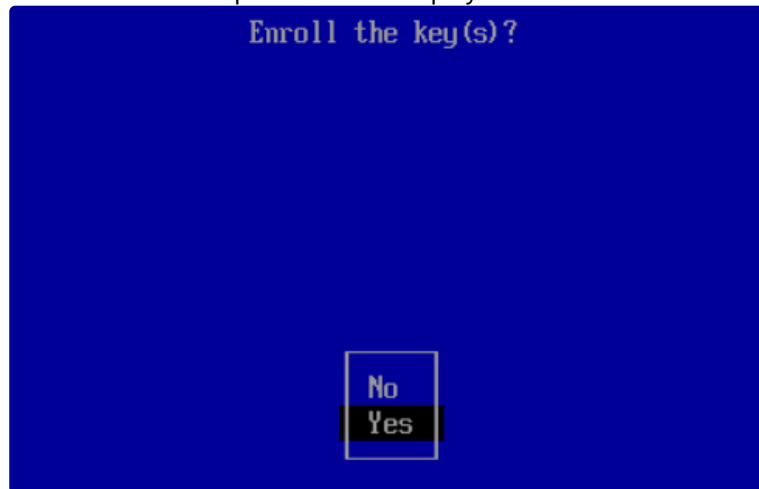 Enroll the key(s)?
No
Yes